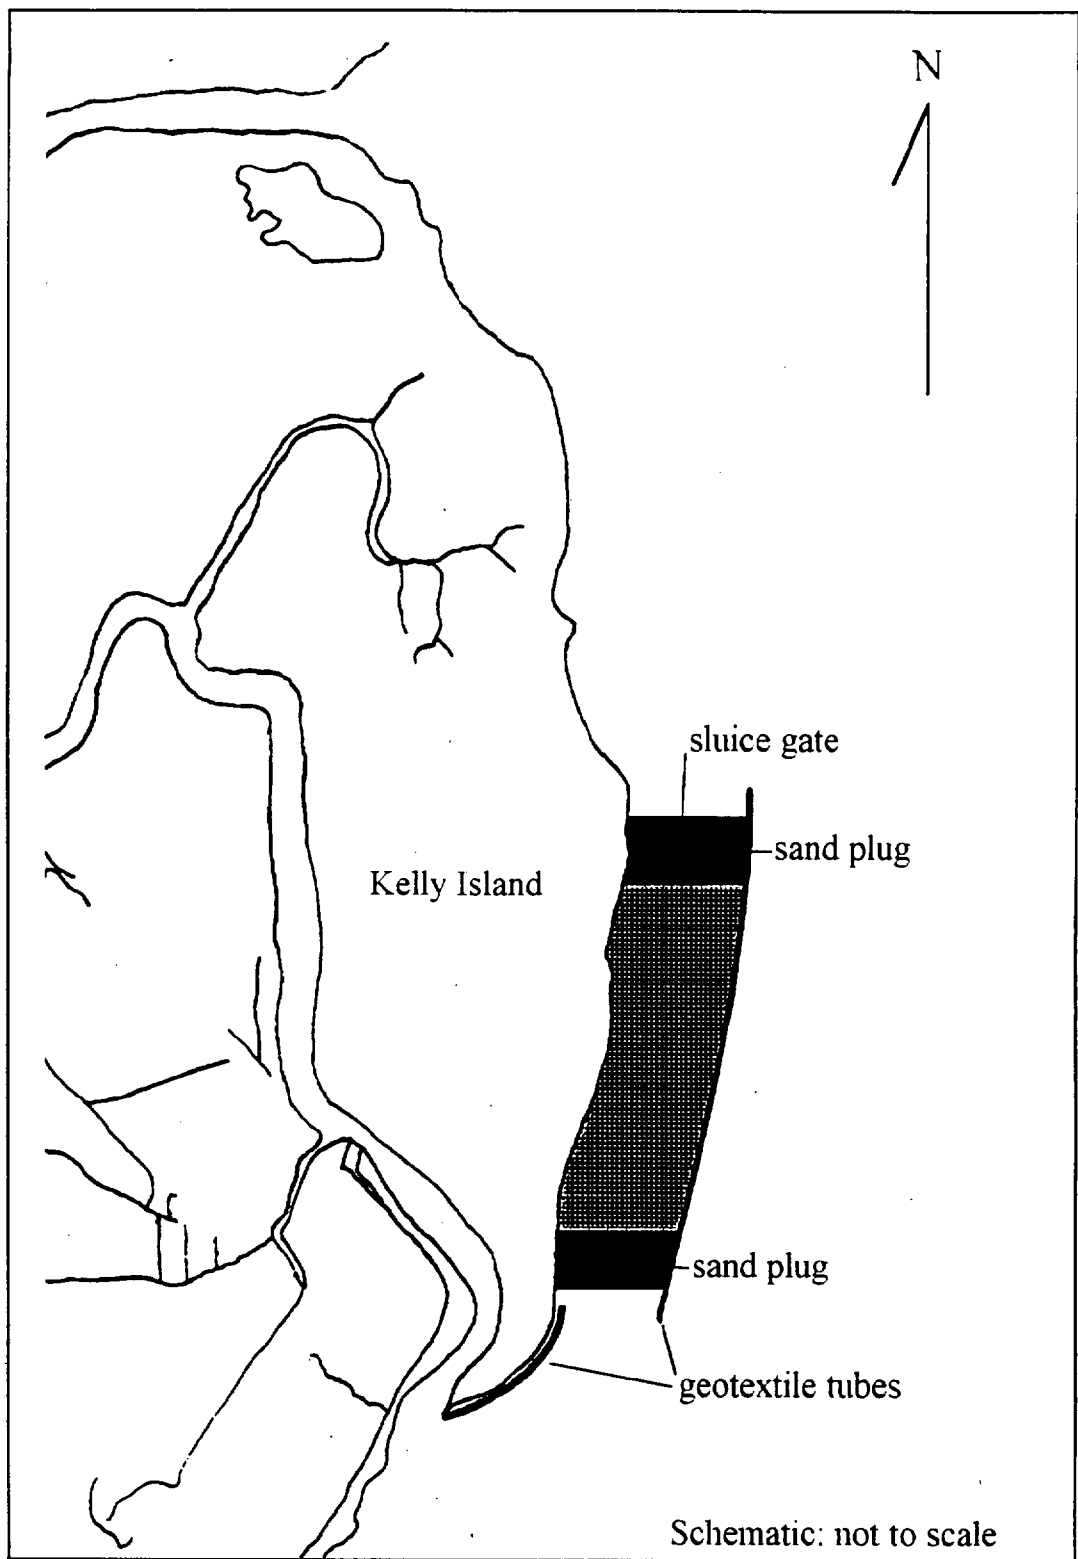 N
sluice gate
sand plug
Kelly Island
sand plug
geotextile tubes
Schematic: not to scale